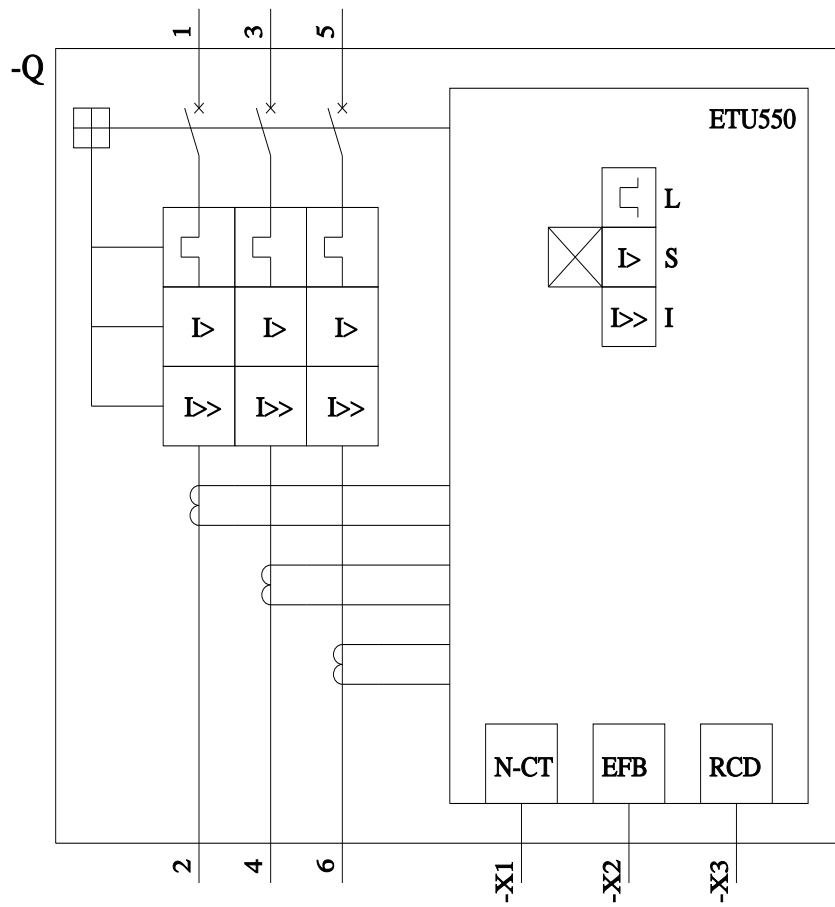 1 3 5
-Q
ETU550
L
I> S
I>> I
I> I> I>
I>> I>> I>>
N-CT EFB RCD
2 4 6 -X1 -X2 -X3